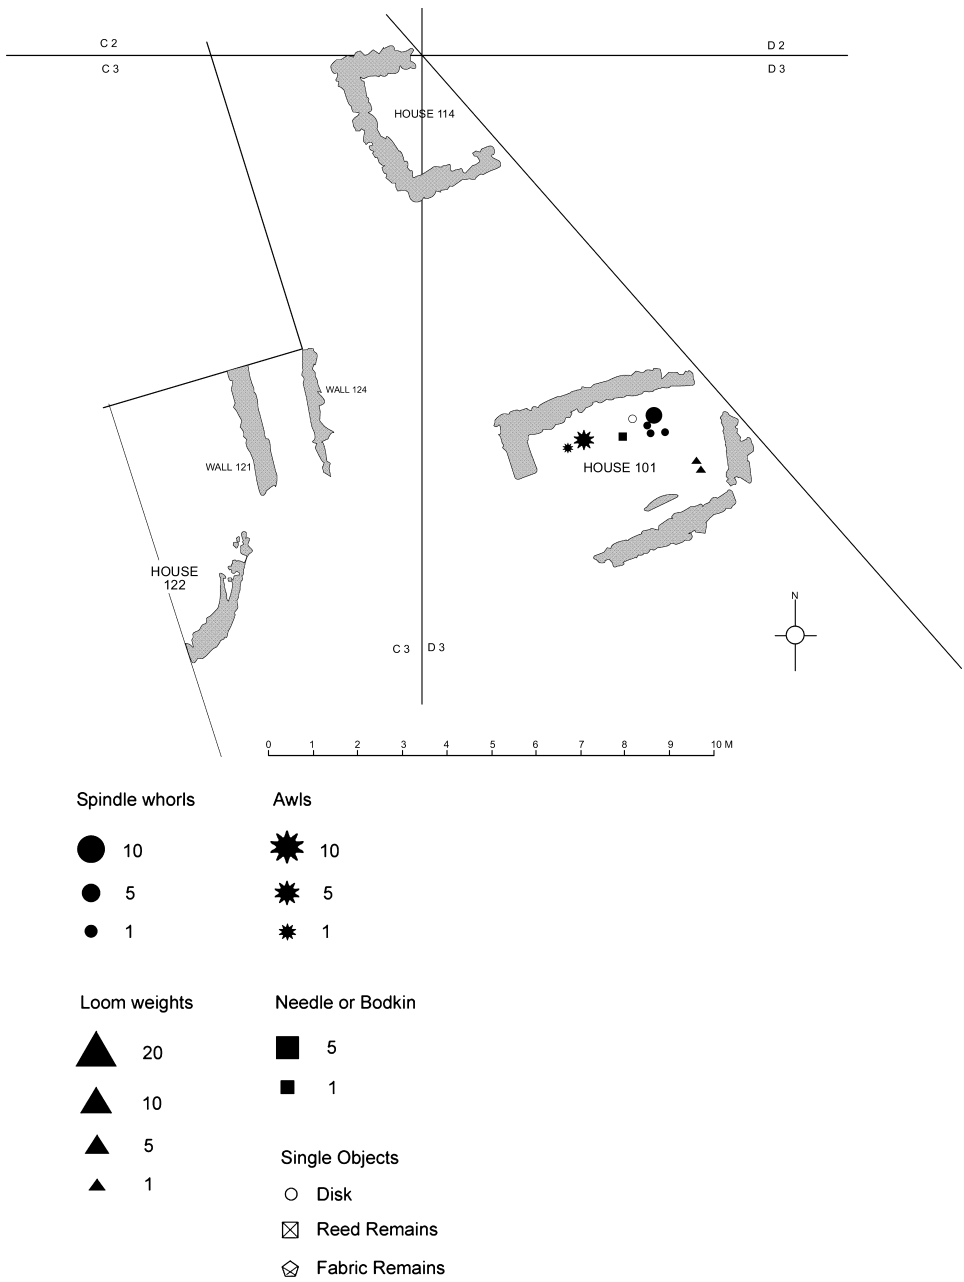 C 2
D 2
C 3
D 3
HOUSE 114
WALL 124
WALL 121
HOUSE 101
HOUSE
122
N
C 3
D 3
0 1 2 3 4 5 6 7 8 9 10 M
Spindle whorls
10
5
1
Awls
10
5
1
Loom weights
20
10
5
1
Needle or Bodkin
5
1
Single Objects
Disk
Reed Remains
Fabric Remains